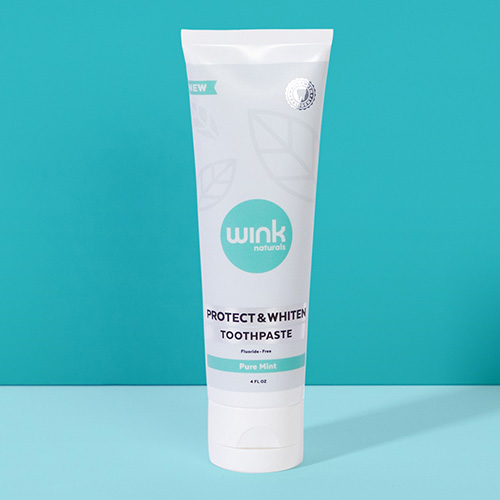 NEW
wink
naturals
PROTECT & WHITEN
TOOTHPASTE
Fluoride - Free
Pure Mint
4 FL OZ